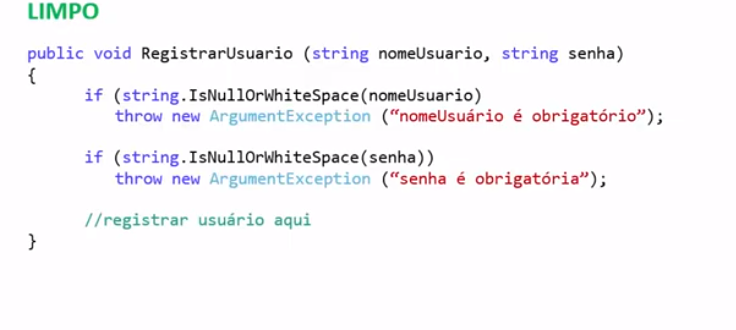 LIMPO
public void RegistrarUsuario (string nomeUsuario, string senha)
{
if (string.IsNullOrWhiteSpace(nomeUsuario)
throw new ArgumentException (“nomeUsuário é obrigatório”);
if (string.IsNullOrWhiteSpace(senha))
throw new ArgumentException (“senha é obrigatória”);
//registrar usuário aqui
}